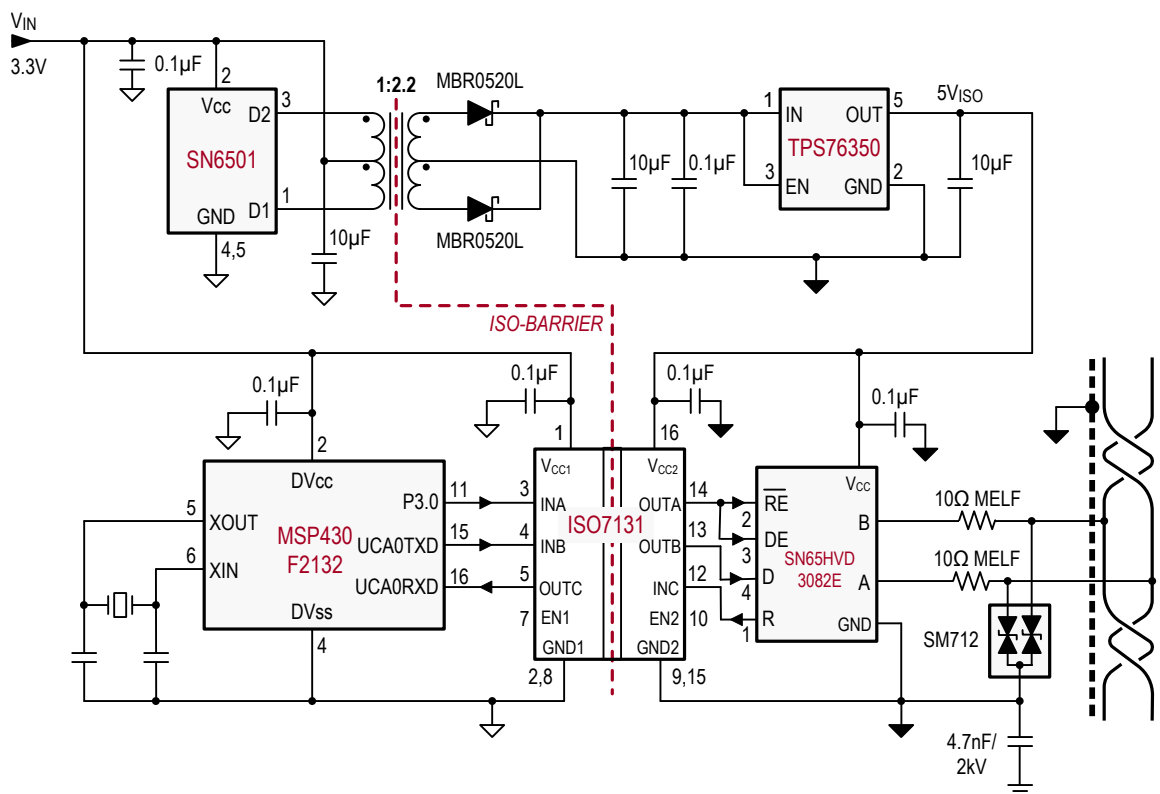 VIN
3.3V
0.1µF
2
Vcc
D2
3
SN6501
D1
1
GND
4,5
10µF
1:2.2
MBR0520L
MBR0520L
10µF
0.1µF
1
IN
OUT
5
TPS76350
3
EN
GND
2
5VISO
10µF
ISO-BARRIER
0.1µF
2
DVcc
P3.0
11
MSP430
F2132
UCA0TXD
15
UCA0RXD
16
5
XOUT
6
XIN
DVss
4
0.1µF
1
VCC1
3
INA
4
INB
5
OUTC
7
EN1
GND1
2,8
ISO7131
0.1µF
16
VCC2
OUTA
14
OUTB
13
INC
12
EN2
10
GND2
9,15
0.1µF
VCC
RE
2
DE
3
D
4
R
1
SN65HVD
3082E
B
A
GND
10Ω MELF
10Ω MELF
SM712
4.7nF/
2kV